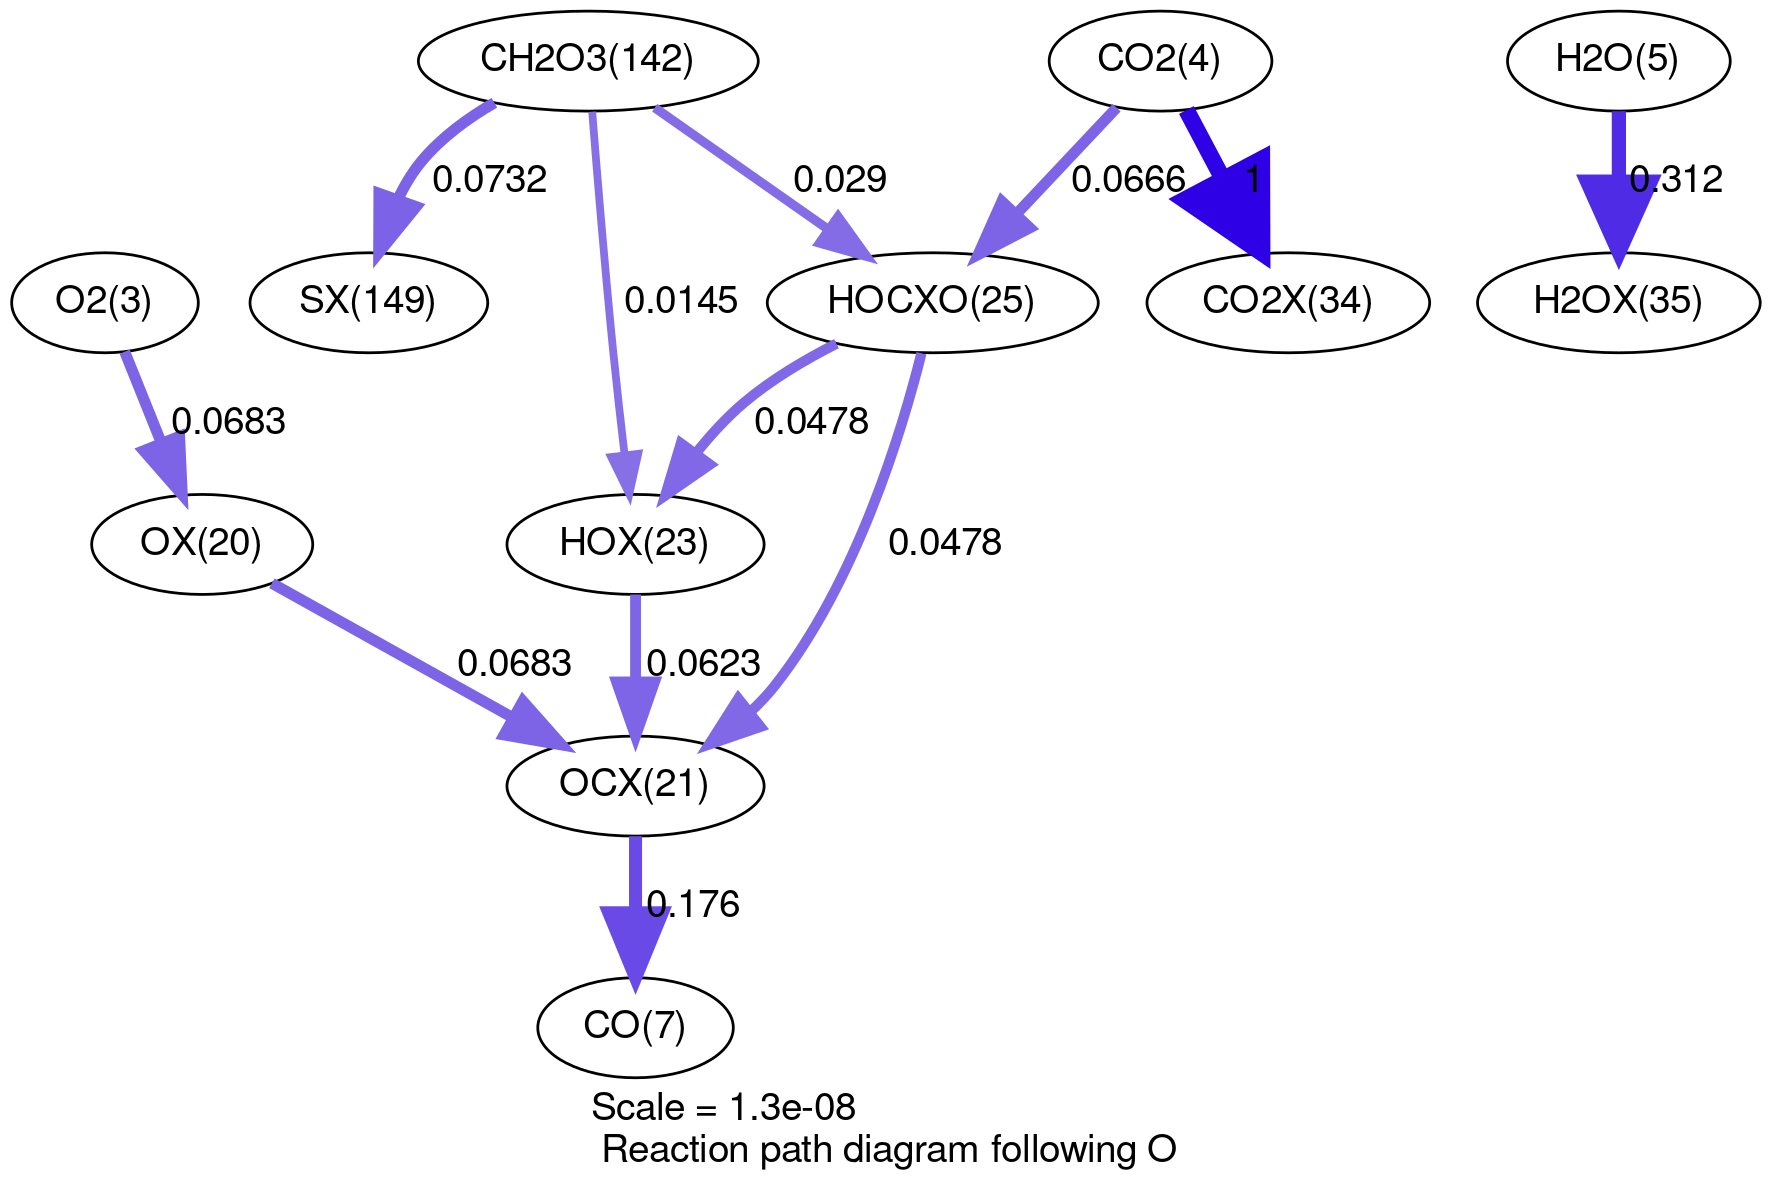 CH2O3(142)
CO2(4)
H2O(5)
0.0732
0.029
0.0666
1
0.312
O2(3)
SX(149)
0.0145
HOCXO(25)
CO2X(34)
H2OX(35)
0.0683
0.0478
OX(20)
HOX(23)
0.0478
0.0683
0.0623
OCX(21)
0.176
CO(7)
Scale = 1.3e-08
Reaction path diagram following O